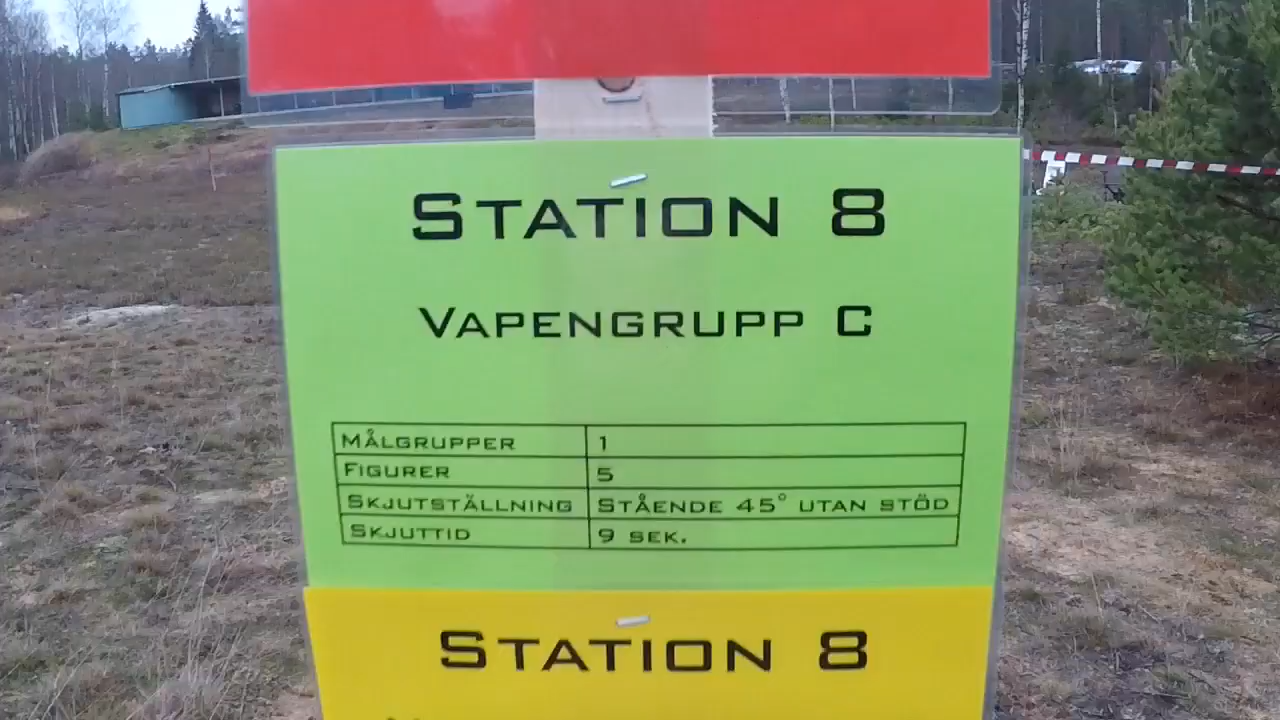 STATION 8
VAPENGRUPP C
MÅLGRUPPER 1
FIGURER 5
SKJUTSTÄLLNING STÅENDE 45° UTAN STÖD
SKJUTTID 9 SEK.
STATION 8